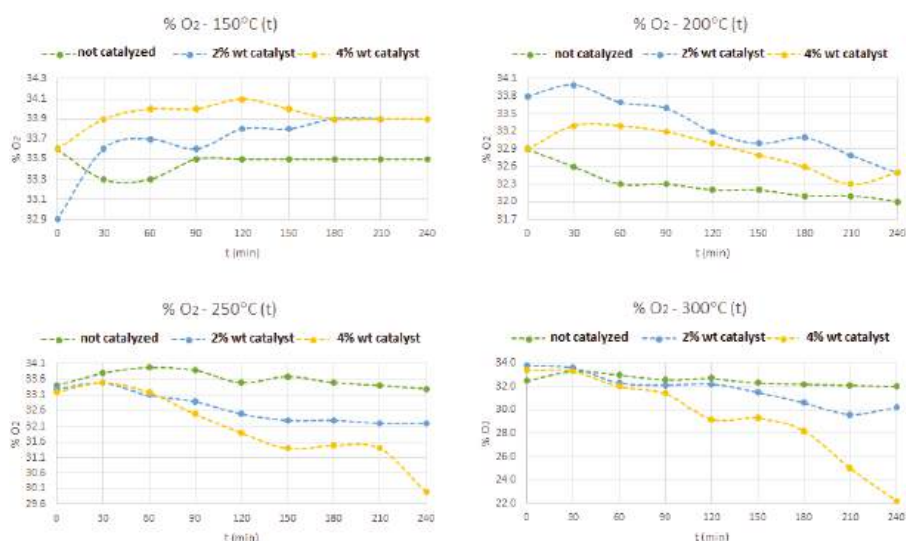 % O₂ - 150°C (t)
not catalyzed 2% wt catalyst 4% wt catalyst
34.3
34.1
33.9
33.7
33.5
33.3
33.1
32.9
% O₂
0 30 60 90 120 150 180 210 240
t (min)
% O₂ - 200°C (t)
not catalyzed 2% wt catalyst 4% wt catalyst
34.1
33.8
33.5
33.2
32.9
32.6
32.3
32.0
31.7
% O₂
0 30 60 90 120 150 180 210 240
t (min)
% O₂ - 250°C (t)
not catalyzed 2% wt catalyst 4% wt catalyst
34.1
33.6
33.1
32.6
32.1
31.6
31.1
30.6
30.1
29.6
% O₂
0 30 60 90 120 150 180 210 240
t (min)
% O₂ - 300°C (t)
not catalyzed 2% wt catalyst 4% wt catalyst
34.0
32.0
30.0
28.0
26.0
24.0
22.0
% O₂
0 30 60 90 120 150 180 210 240
t (min)